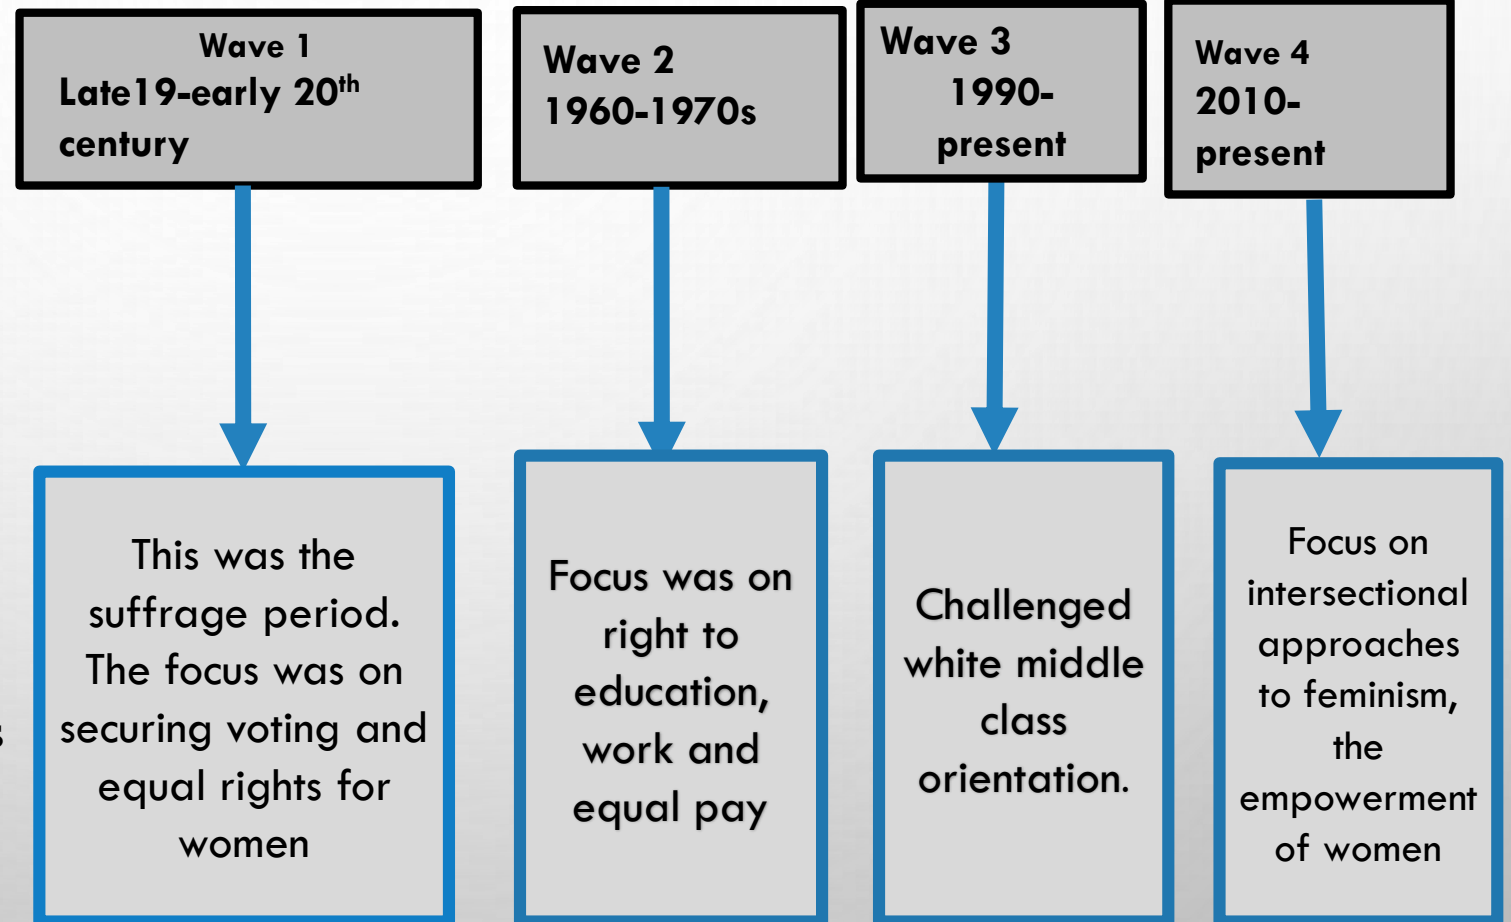 Wave 1
Late19-early 20th
century
Wave 2
1960-1970s
Wave 3
1990-
present
Wave 4
2010-
present
This was the
suffrage period.
The focus was on
securing voting and
equal rights for
women
Focus was on
right to
education,
work and
equal pay
Challenged
white middle
class
orientation.
Focus on
intersectional
approaches
to feminism,
the
empowerment
of women